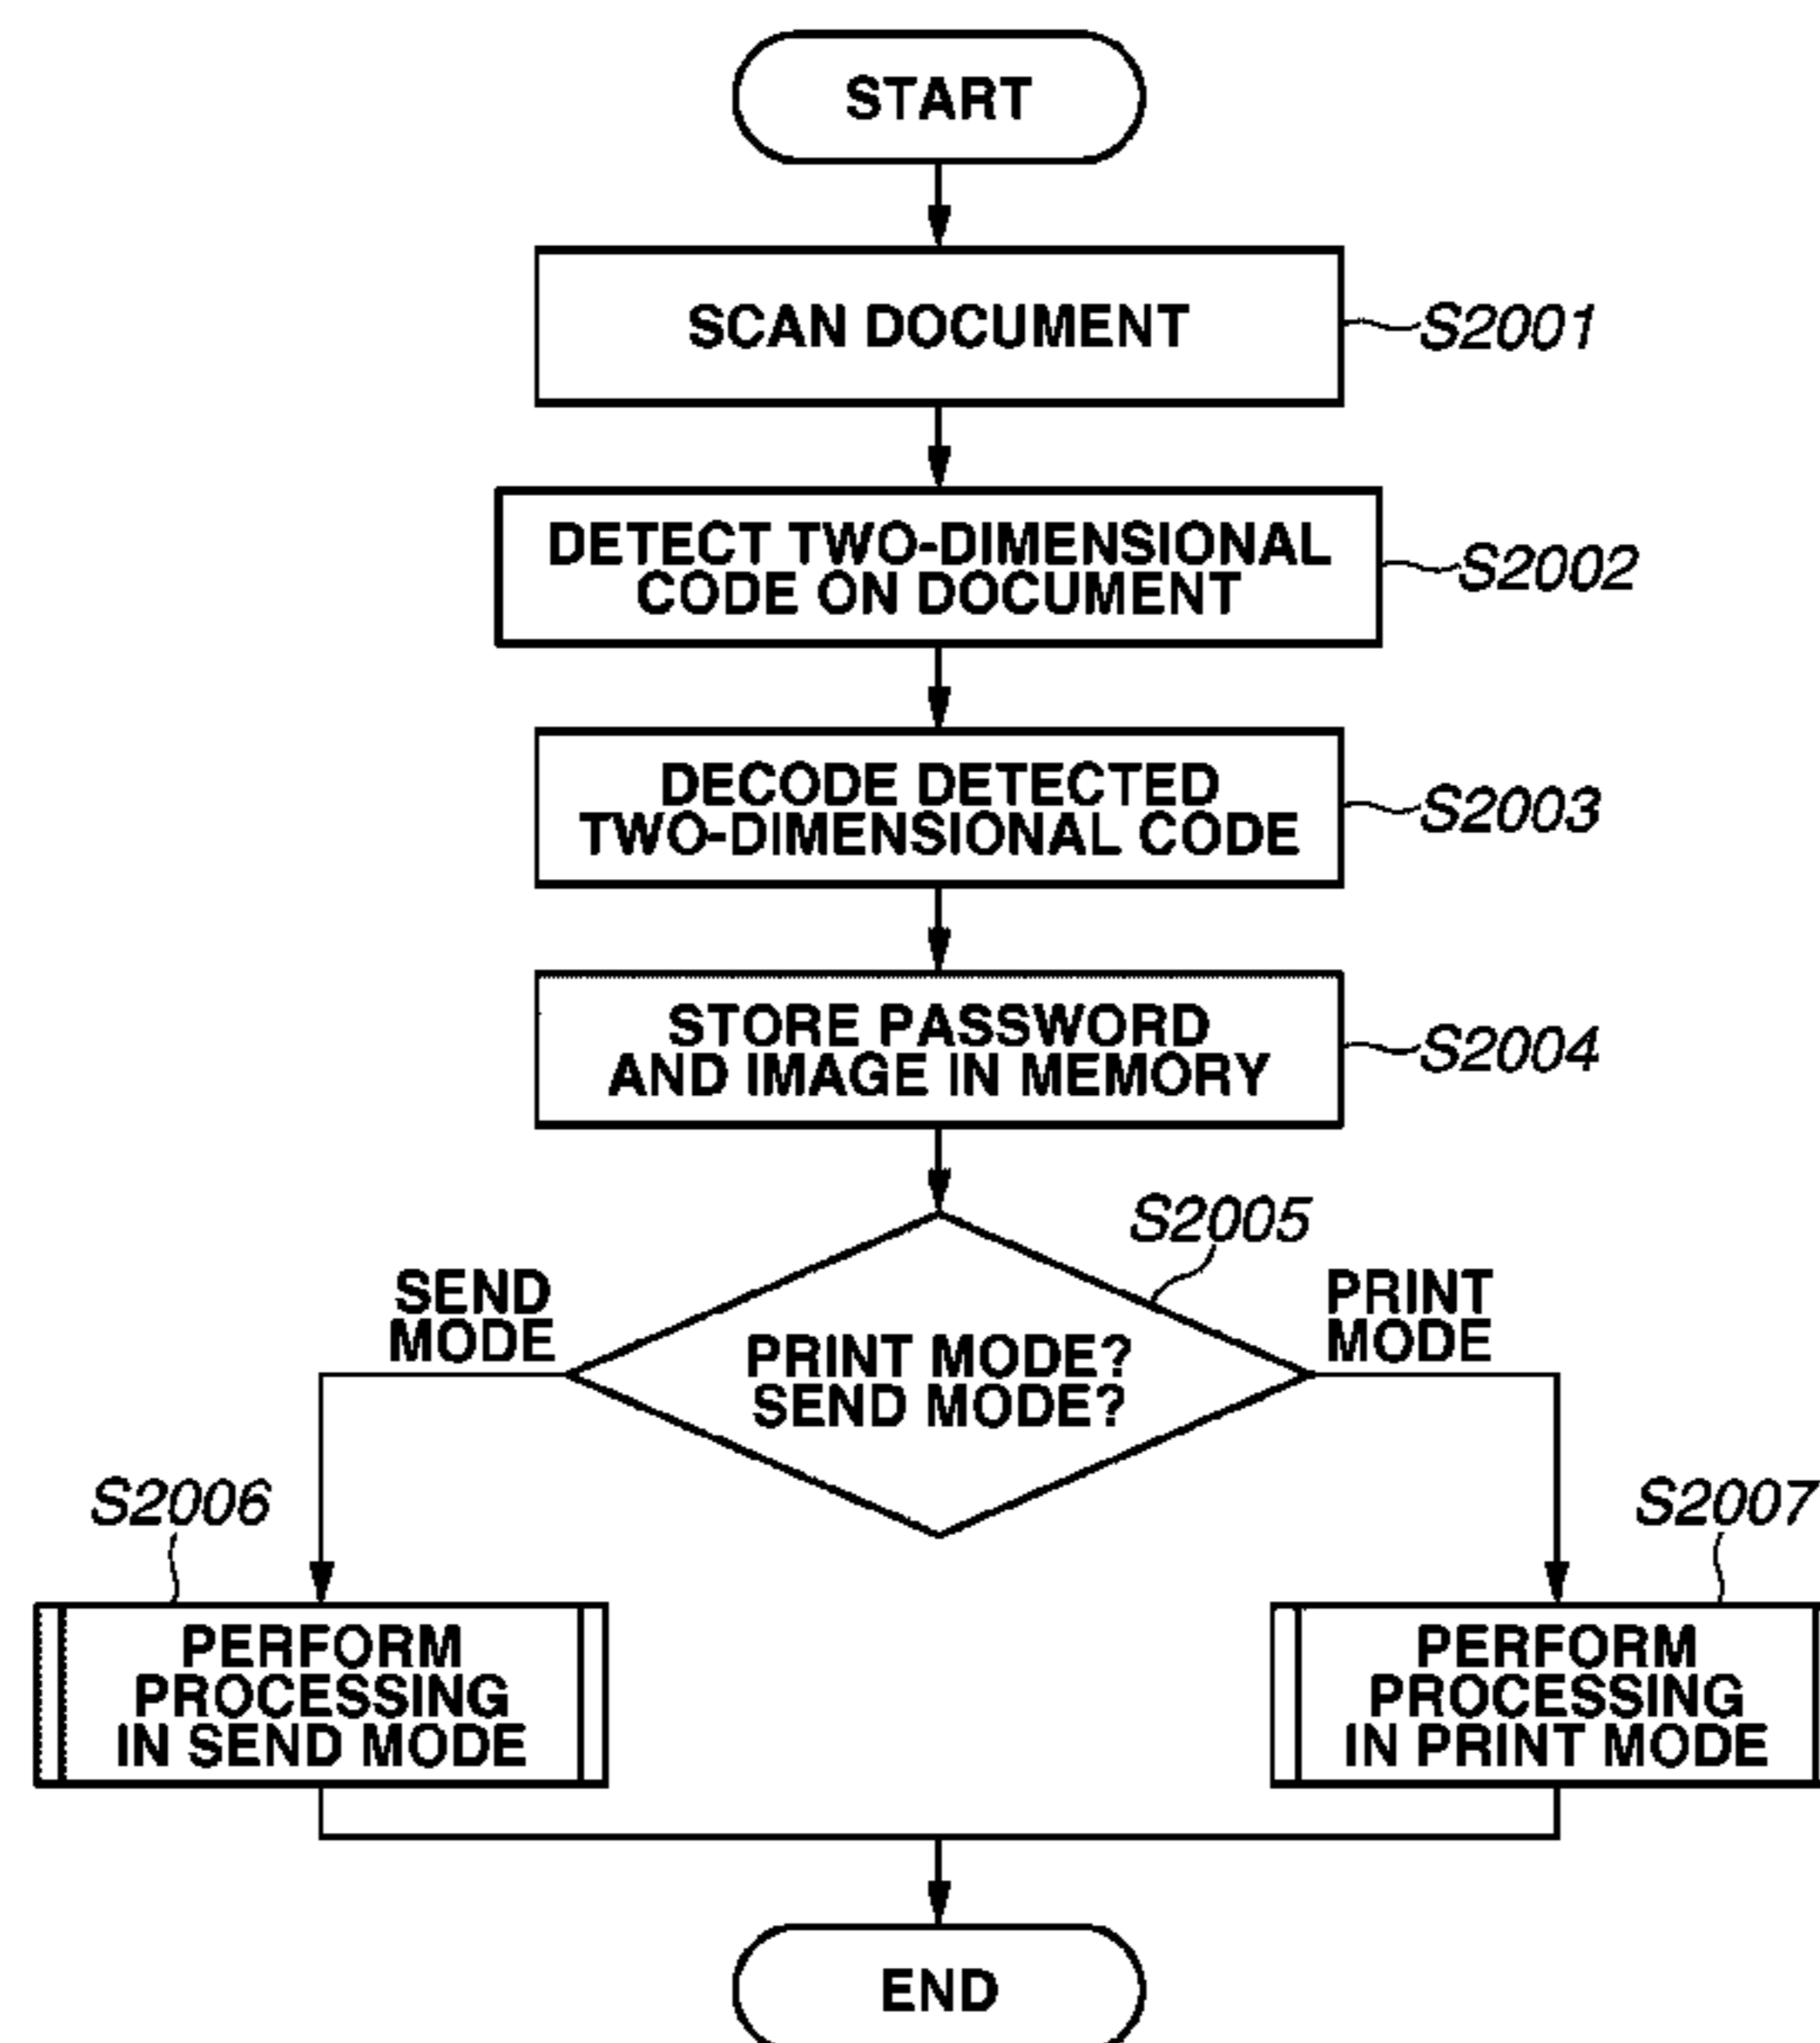 START
SCAN DOCUMENT
S2001
DETECT TWO-DIMENSIONAL
CODE ON DOCUMENT
S2002
DECODE DETECTED
TWO-DIMENSIONAL CODE
S2003
STORE PASSWORD
AND IMAGE IN MEMORY
S2004
S2005
SEND
MODE
PRINT MODE?
SEND MODE?
PRINT
MODE
S2006
PERFORM
PROCESSING
IN SEND MODE
S2007
PERFORM
PROCESSING
IN PRINT MODE
END